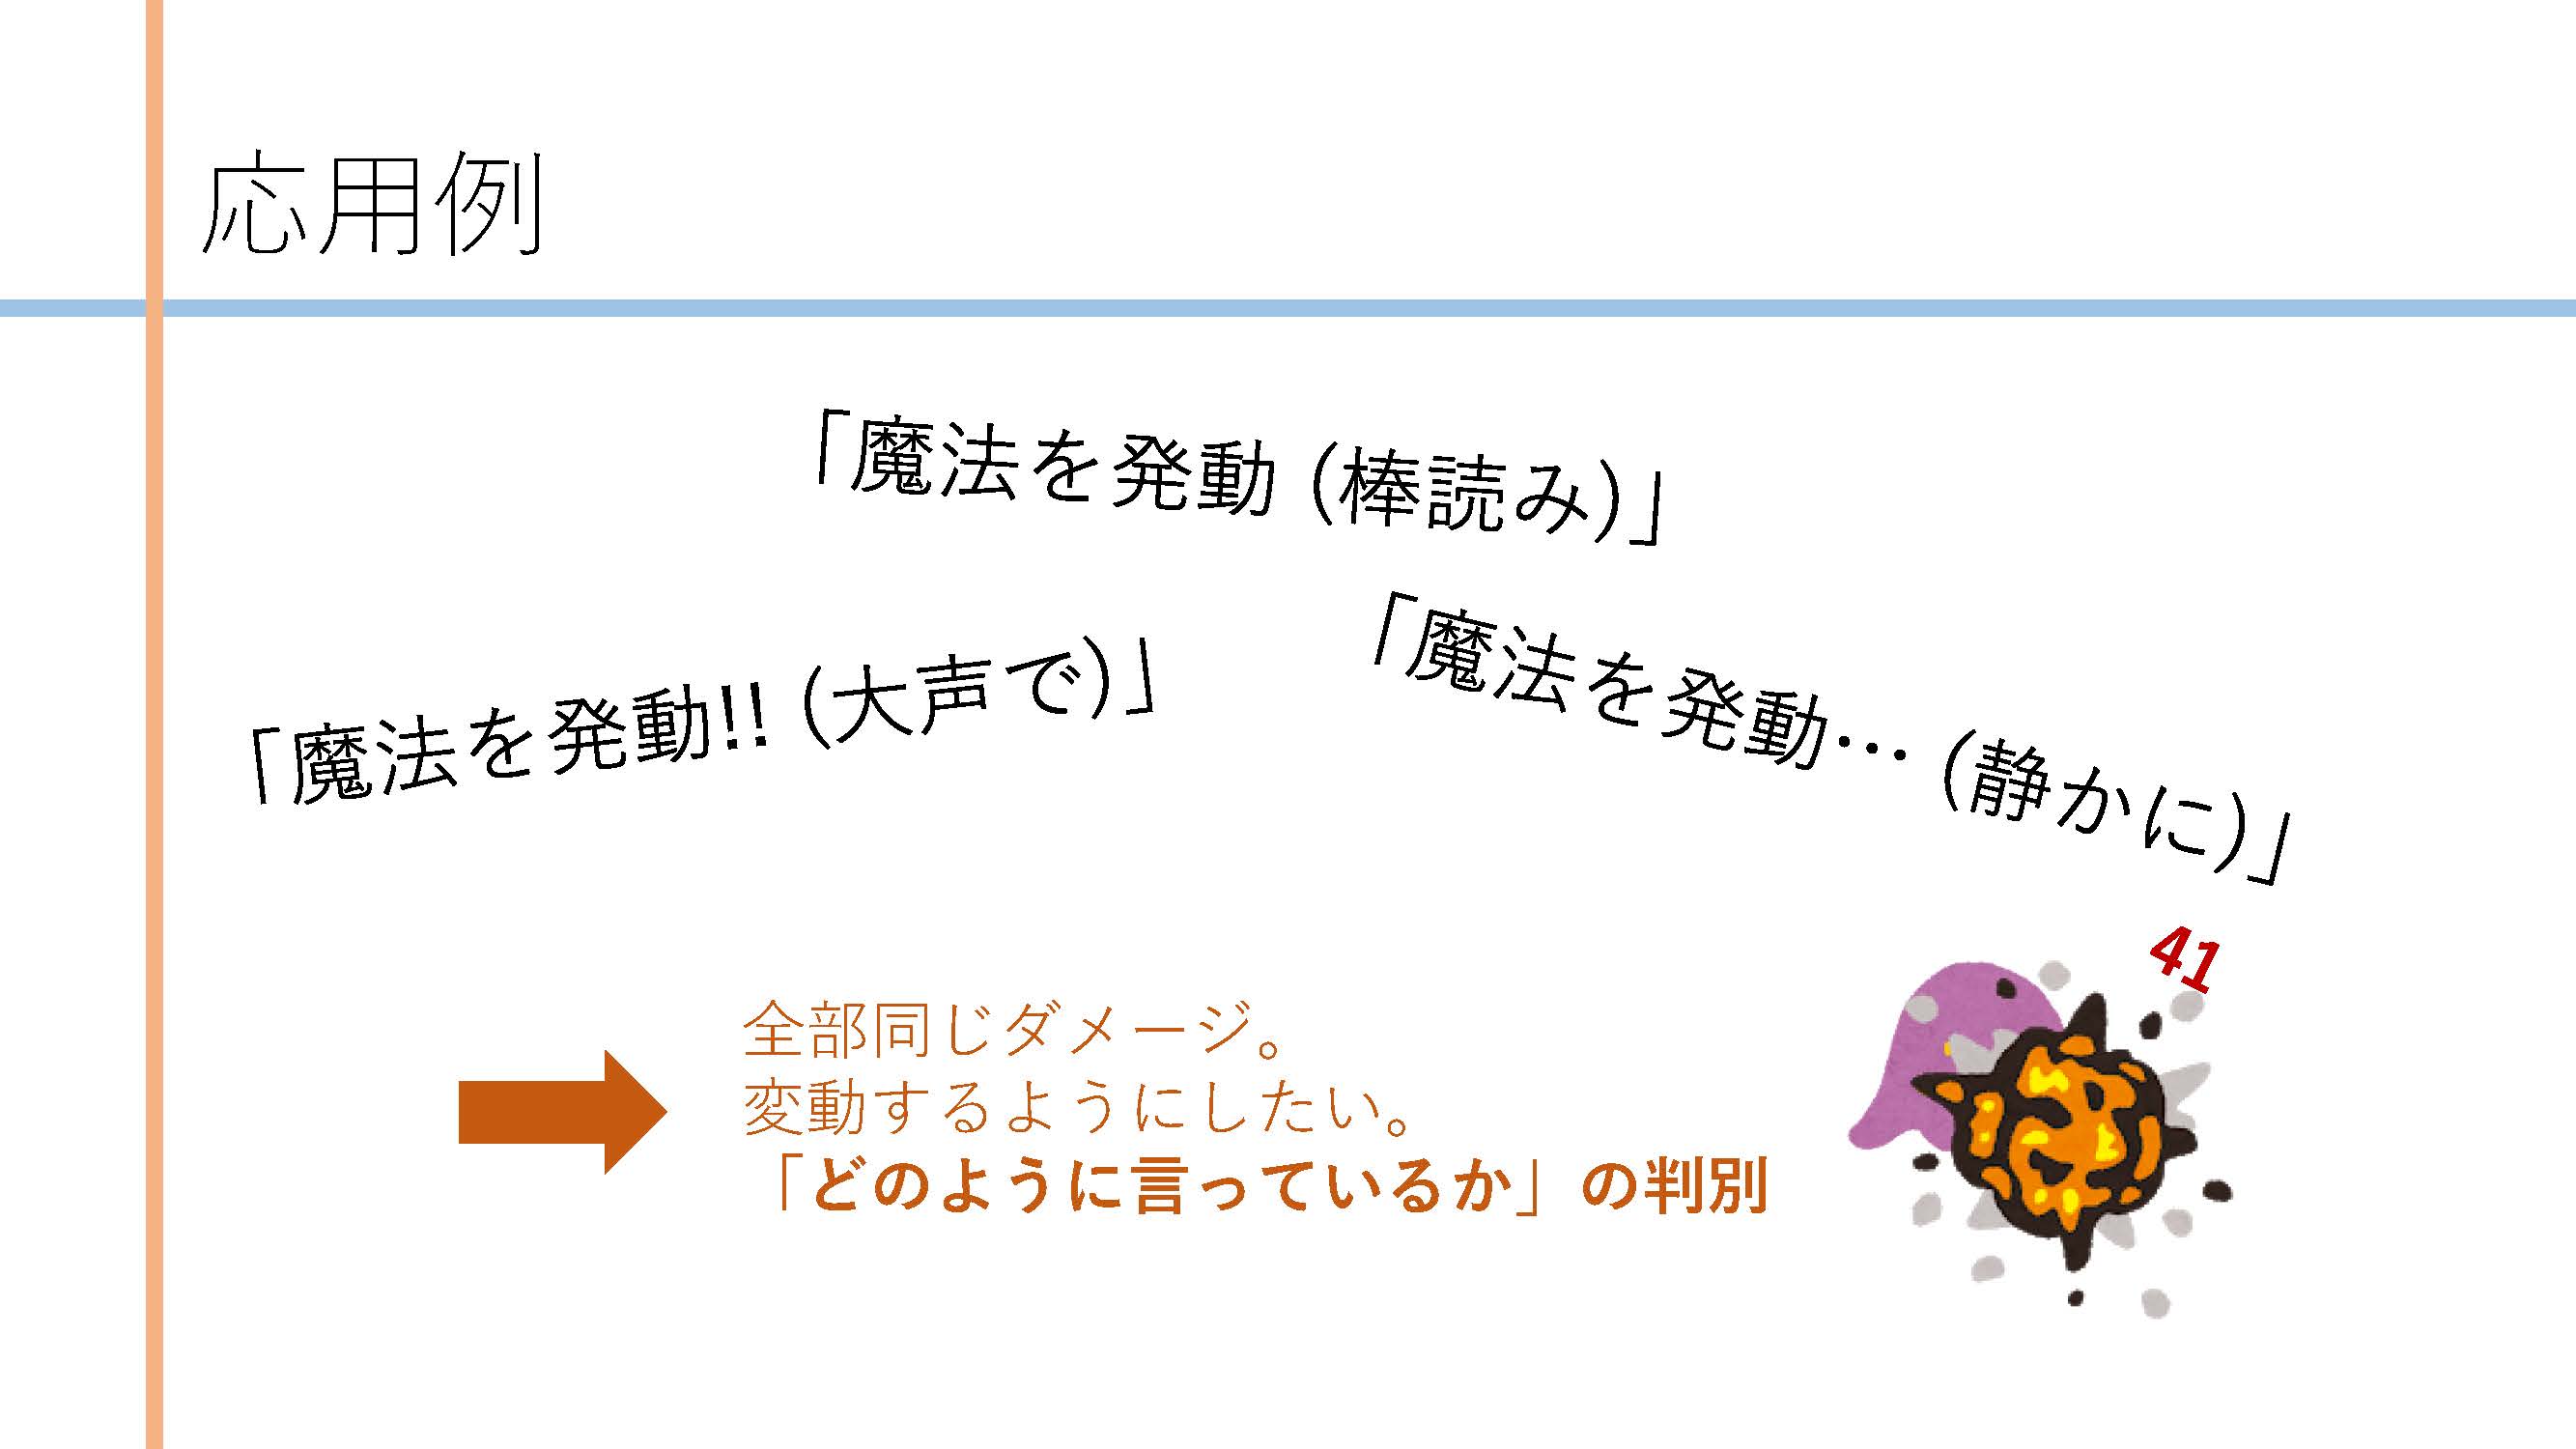 応用例
「魔法を発動 (棒読み)」
「魔法を発動!! (大声で)」
「魔法を発動… (静かに)」
41
全部同じダメージ。
変動するようにしたい。
「どのように言っているか」の判別